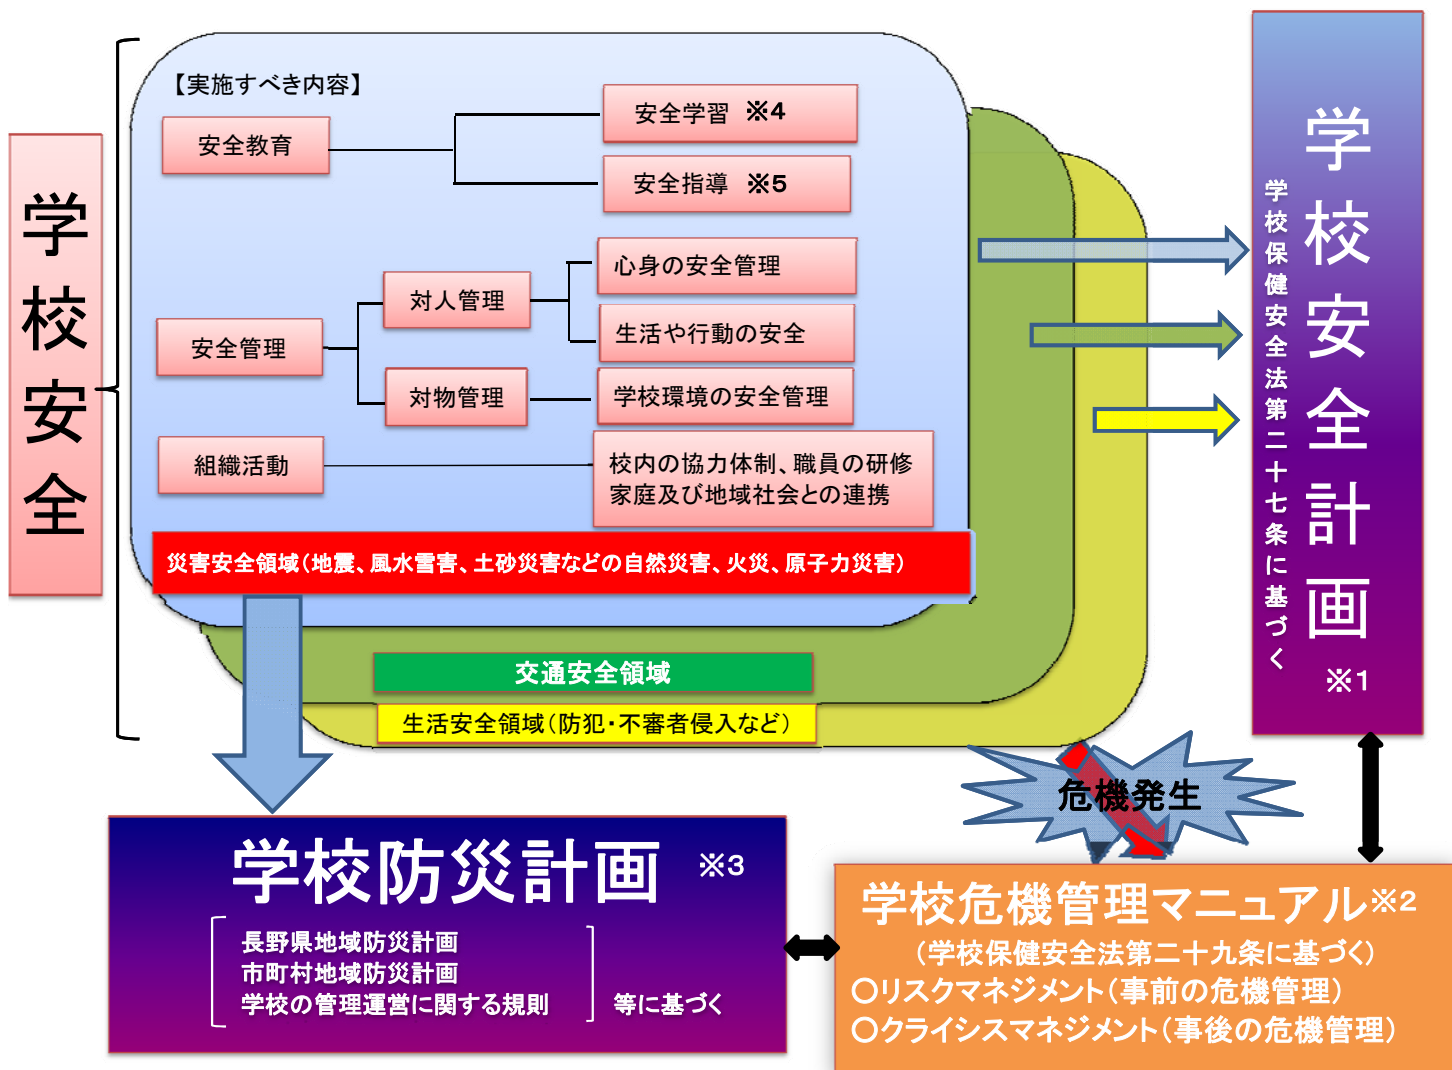 学校安全
【実施すべき内容】
安全教育
安全学習 ※4
安全指導 ※5
安全管理
対人管理
心身の安全管理
生活や行動の安全
対物管理
学校環境の安全管理
組織活動
校内の協力体制、職員の研修
家庭及び地域社会との連携
災害安全領域（地震、風水雪害、土砂災害などの自然災害、火災、原子力災害）
交通安全領域
生活安全領域（防犯・不審者侵入など）
学校安全計画 ※1
学校保健安全法第二十七条に基づく
危機発生
学校防災計画 ※3
長野県地域防災計画
市町村地域防災計画
学校の管理運営に関する規則 等に基づく
学校危機管理マニュアル※2
（学校保健安全法第二十九条に基づく）
○リスクマネジメント（事前の危機管理）
○クライシスマネジメント（事後の危機管理）